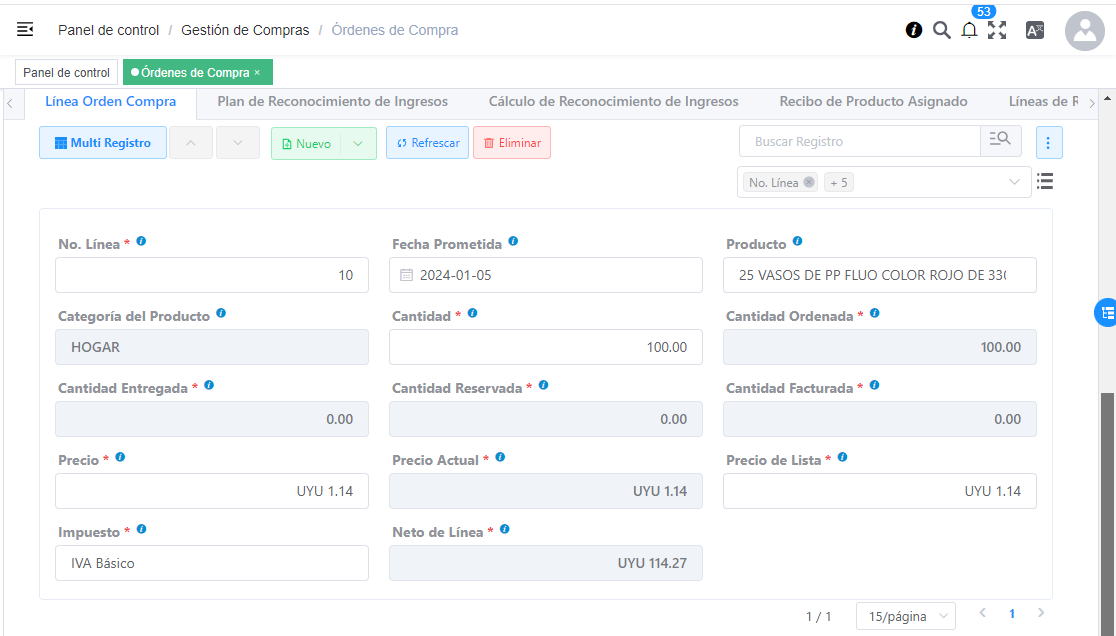 53
Panel de control / Gestión de Compras / Órdenes de Compra
Panel de control
Órdenes de Compra ×
Línea Orden Compra Plan de Reconocimiento de Ingresos Cálculo de Reconocimiento de Ingresos Recibo de Producto Asignado Líneas de R
Multi Registro Nuevo Refrescar Eliminar Buscar Registro
No. Línea + 5
No. Línea * Fecha Prometida Producto
10 2024-01-05 25 VASOS DE PP FLUO COLOR ROJO DE 330
Categoría del Producto Cantidad * Cantidad Ordenada *
HOGAR 100.00 100.00
Cantidad Entregada * Cantidad Reservada * Cantidad Facturada *
0.00 0.00 0.00
Precio * Precio Actual * Precio de Lista *
UYU 1.14 UYU 1.14 UYU 1.14
Impuesto * Neto de Línea *
IVA Básico UYU 114.27
1 / 1 15/página 1